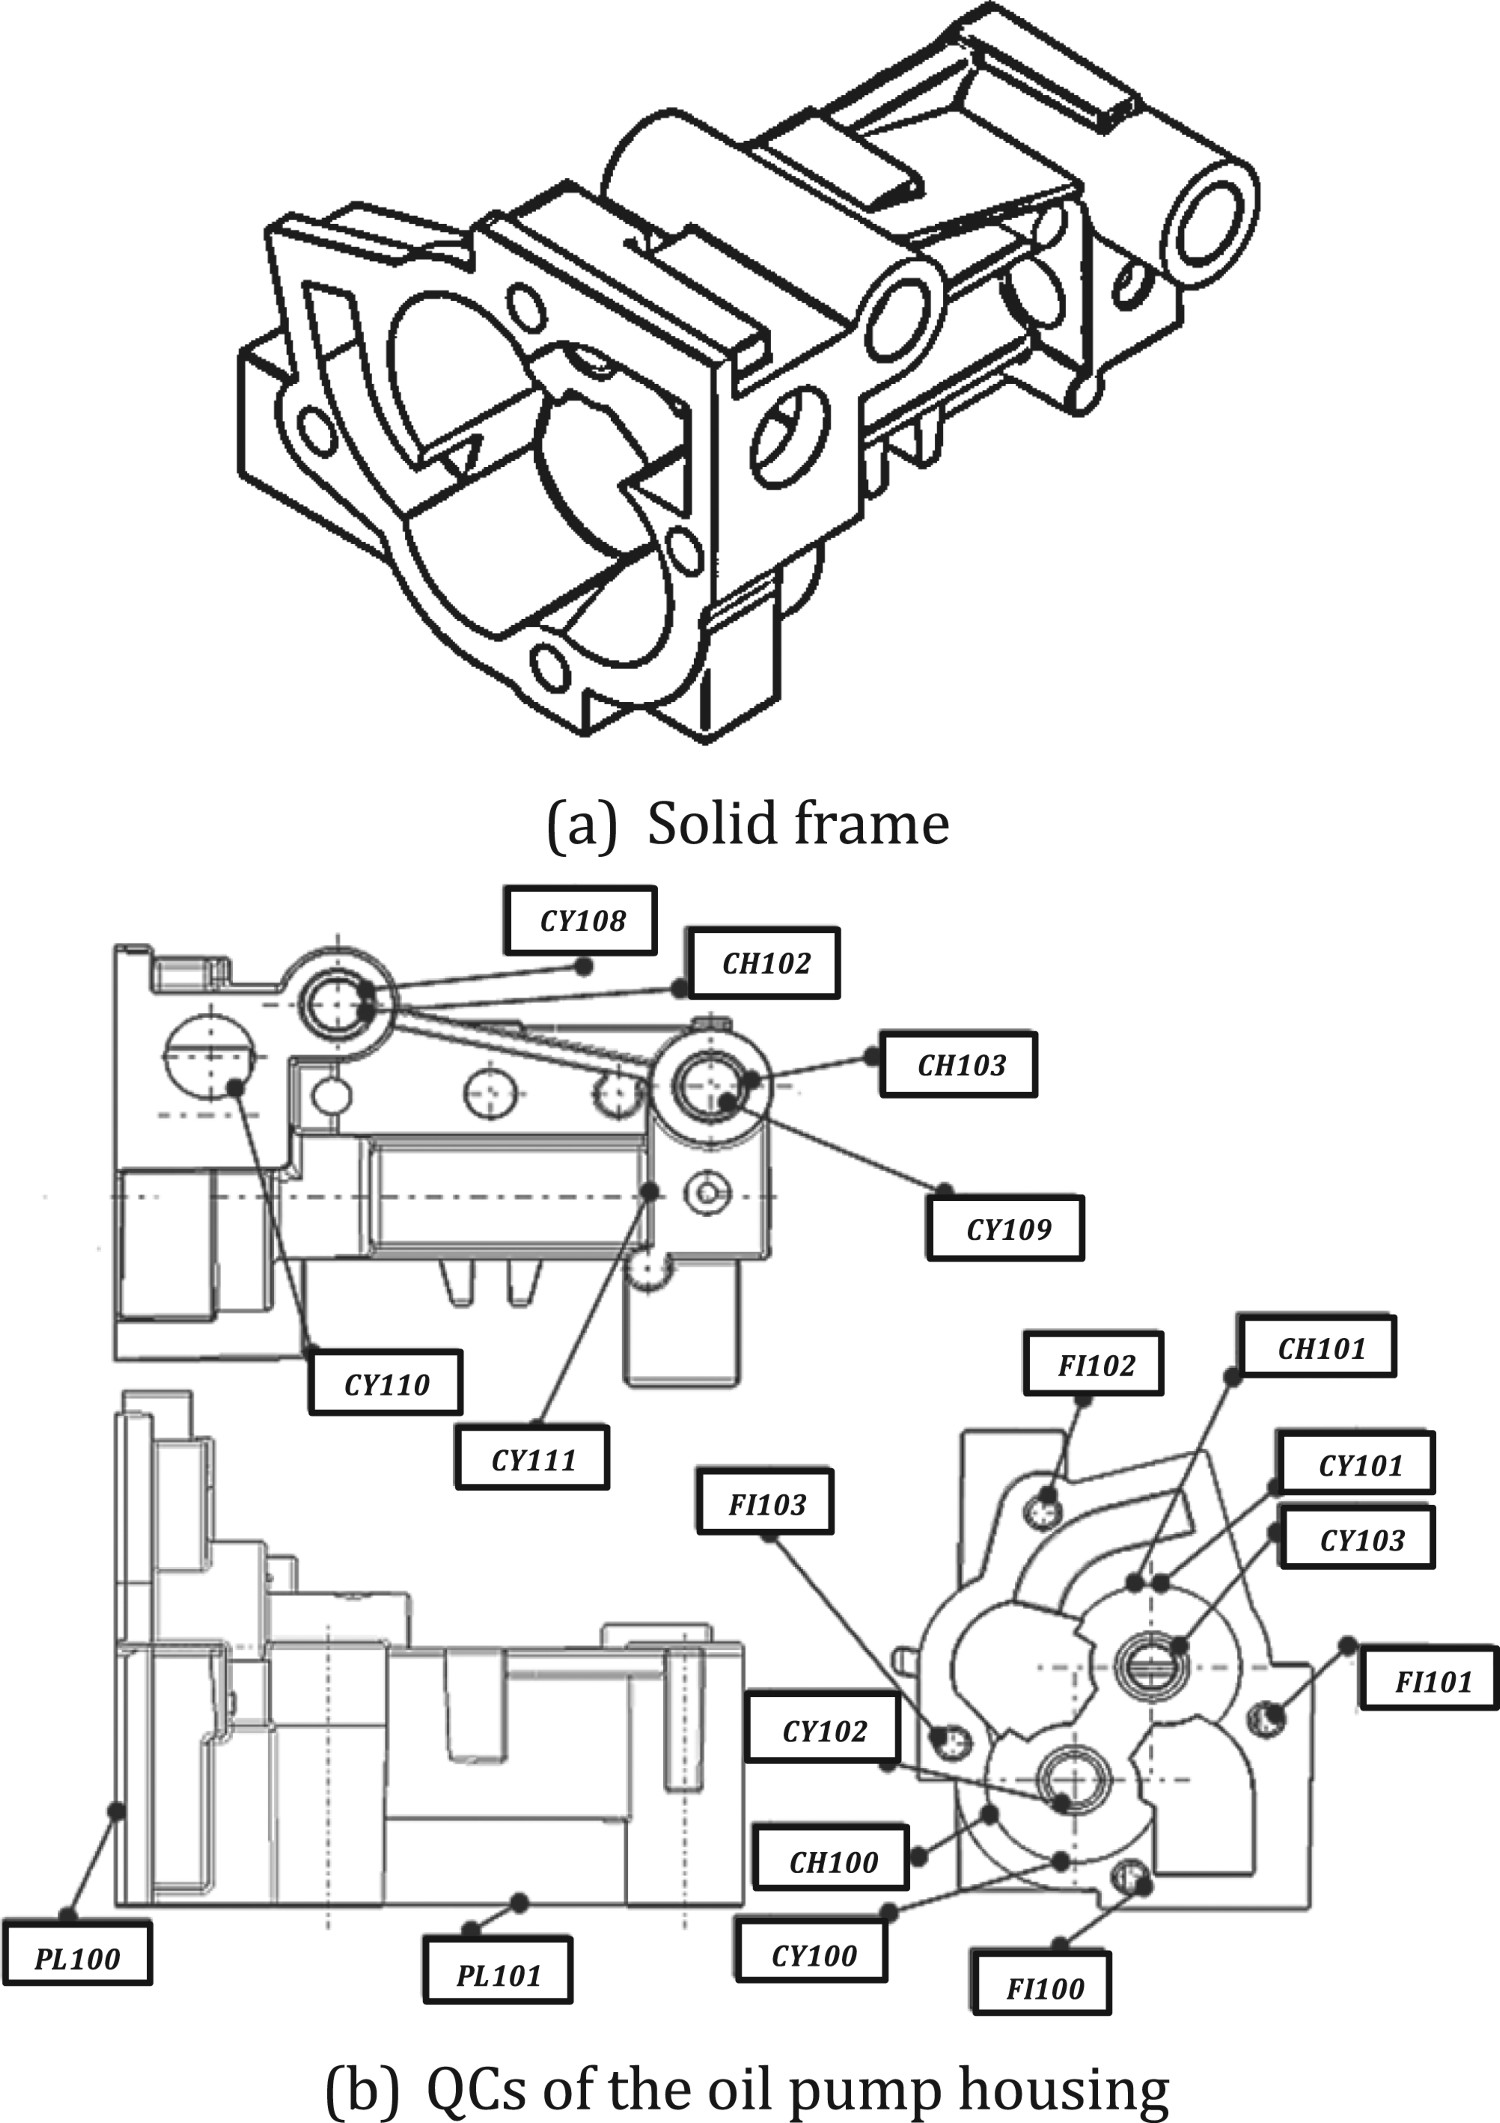 (a) Solid frame
CY108
CH102
CH103
CY109
CY110
CY111
CH101
FI102
CY101
FI103
CY103
FI101
CY102
CH100
CY100
PL100
PL101
FI100
(b) QCs of the oil pump housing